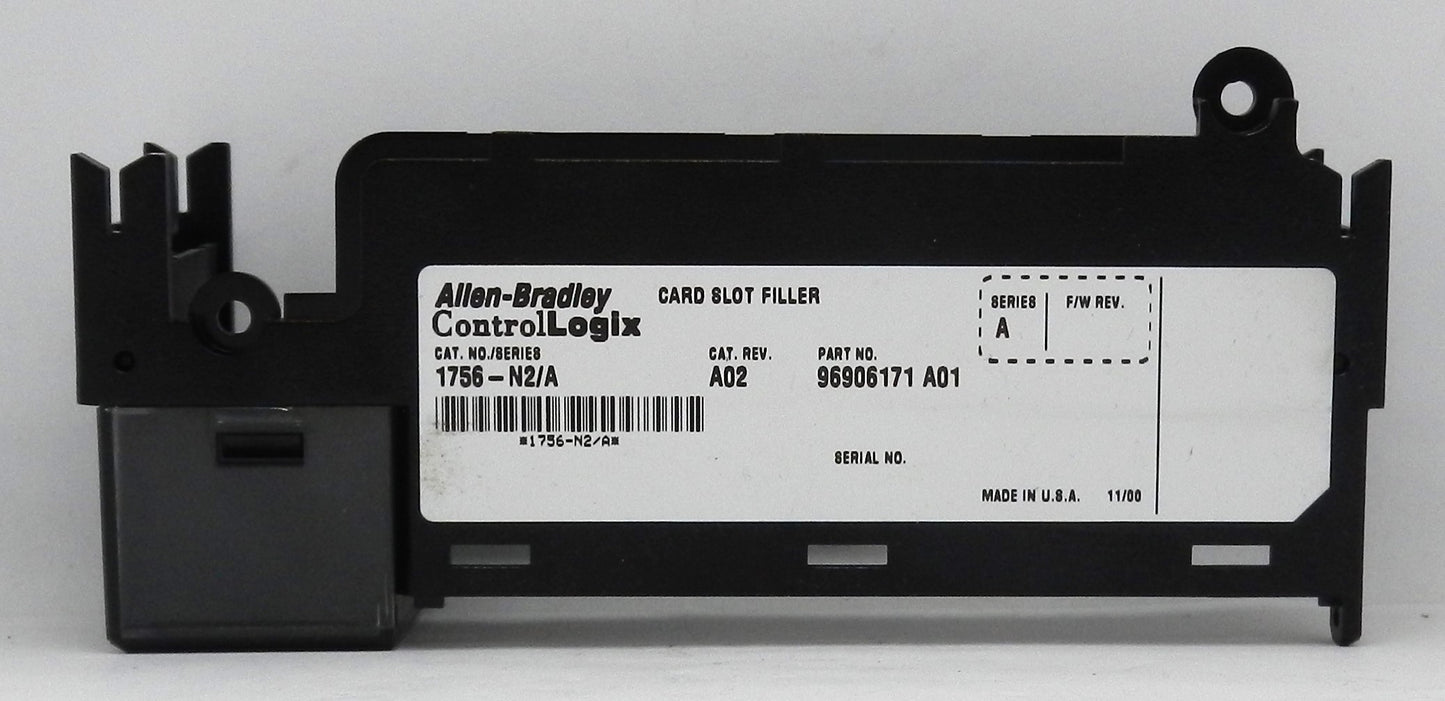 Allen-Bradley CARD SLOT FILLER
ControlLogix
SERIES F/W REV.
A
CAT. NO./SERIES CAT. REV. PART NO.
1756-N2/A A02 96906171 A01
*1756-N2/A*
SERIAL NO.
MADE IN U.S.A. 11/00